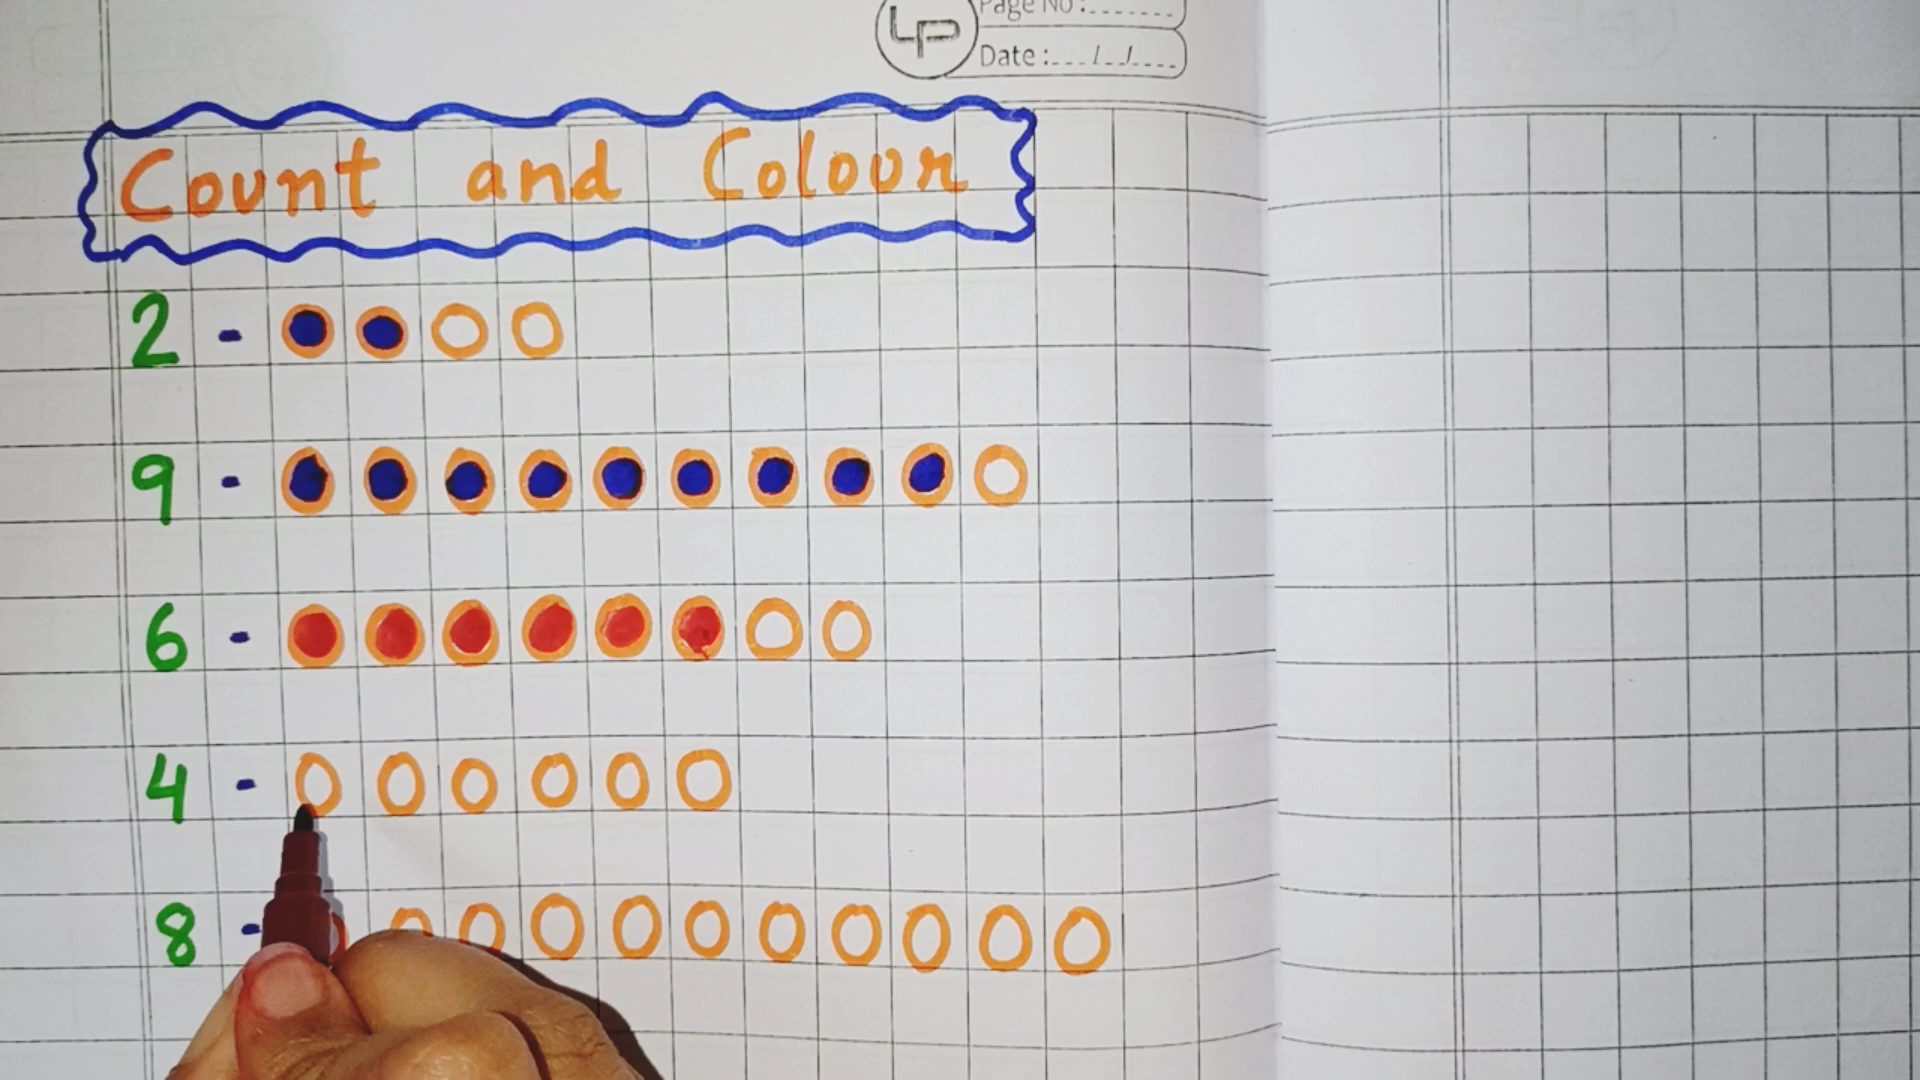 Page No :
LP
Date : / /
Count and Colour
2 -
9 -
6 -
4 -
8 -